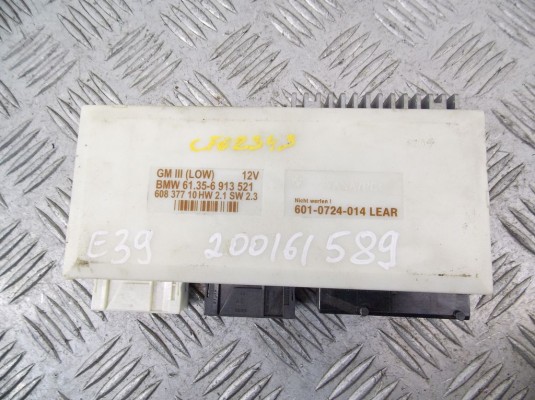 GM III (LOW) 12V
BMW 61.35-6 913 521
608 377 10 HW 2.1 SW 2.3
Nicht werfen !
601-0724-014 LEAR
E39 200161589